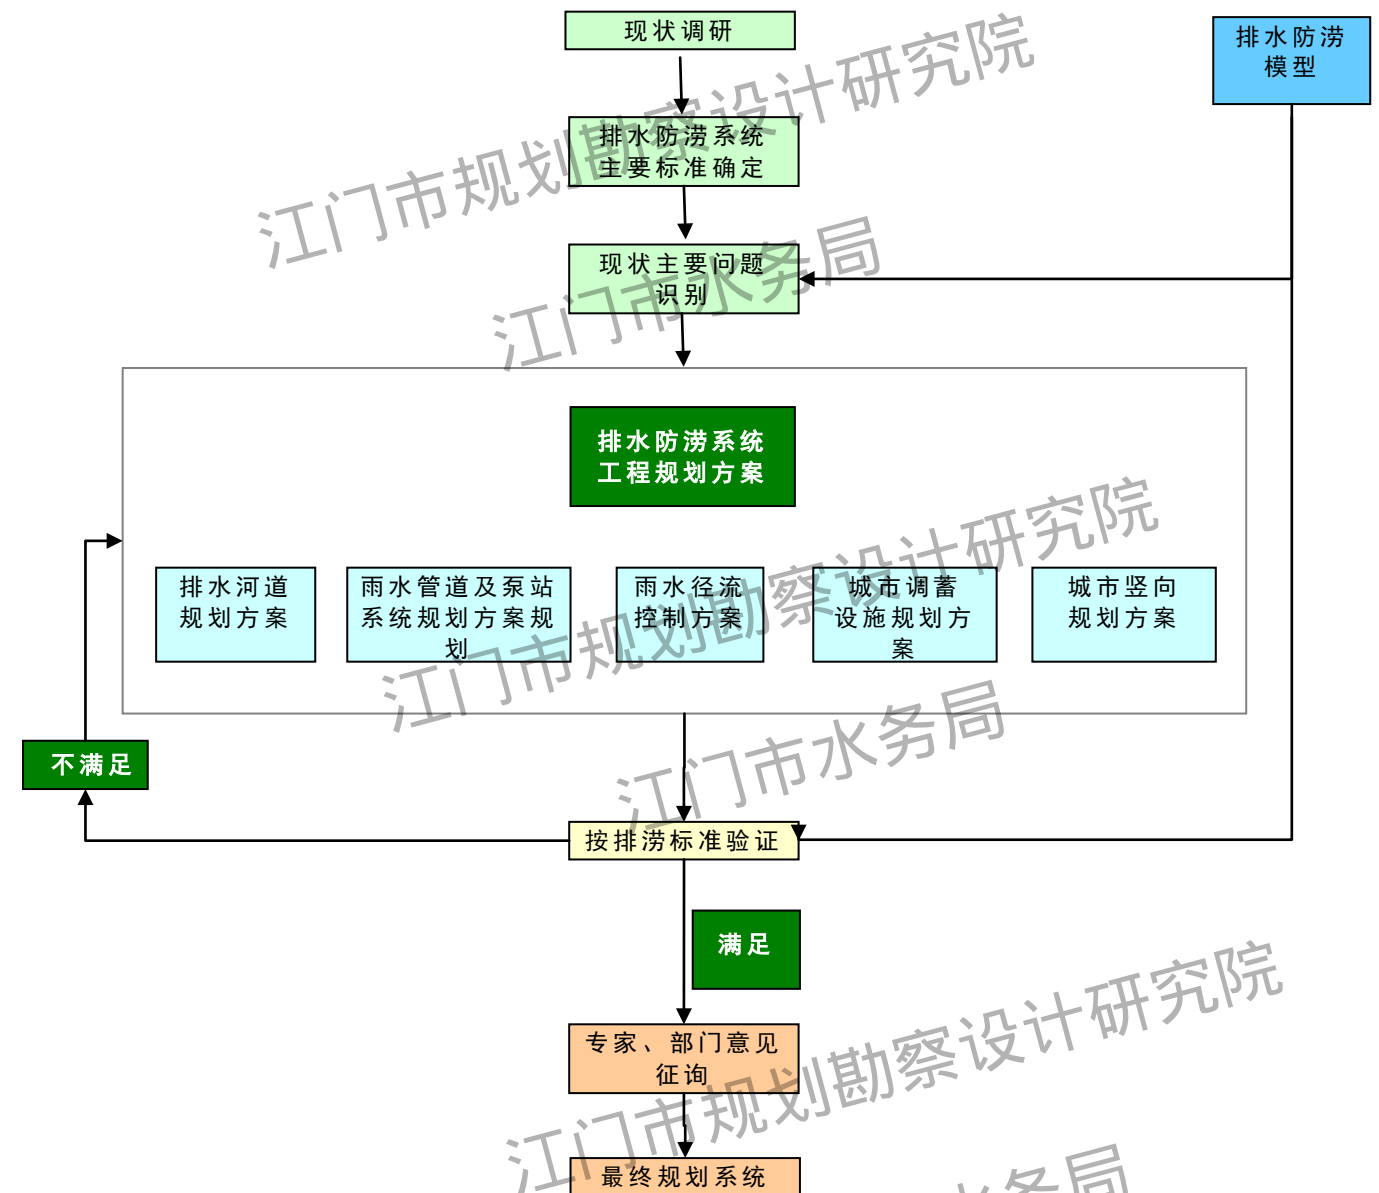 现状调研
排水防涝
模型
排水防涝系统
主要标准确定
现状主要问题
识别
排水防涝系统
工程规划方案
排水河道
规划方案
雨水管道及泵站
系统规划方案规
划
雨水径流
控制方案
城市调蓄
设施规划方
案
城市竖向
规划方案
不满足
按排涝标准验证
满足
专家、部门意见
征询
最终规划系统
江门市规划勘察设计研究院
江门市水务局
江门市规划勘察设计研究院
江门市水务局
江门市规划勘察设计研究院
水务局